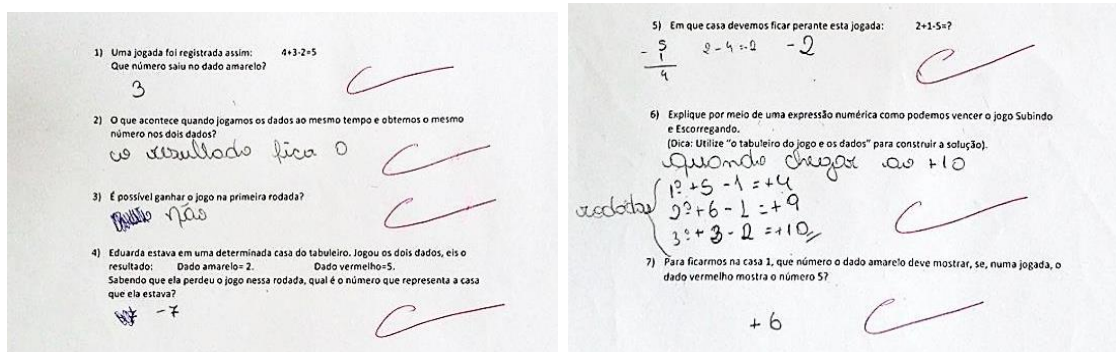 1) Uma jogada foi registrada assim: 4+3-2=5
Que número saiu no dado amarelo?
3
2) O que acontece quando jogamos os dados ao mesmo tempo e obtemos o mesmo
número nos dois dados?
o resultado fica 0
3) É possível ganhar o jogo na primeira rodada?
não
4) Eduarda estava em uma determinada casa do tabuleiro. Jogou os dois dados, eis o
resultado: Dado amarelo= 2. Dado vermelho=5.
Sabendo que ela perdeu o jogo nessa rodada, qual é o número que representa a casa
que ela estava?
-7
5) Em que casa devemos ficar perante esta jogada: 2+1-5=?
- 5
1
4
2-4=-2
-2
6) Explique por meio de uma expressão numérica como podemos vencer o jogo Subindo
e Escorregando.
(Dica: Utilize "o tabuleiro do jogo e os dados" para construir a solução).
quando chegar ao +10
rodadas
1º +5 - 1 = +4
2º +6 - 1 = +9
3º + 3 - 2 = +10
7) Para ficarmos na casa 1, que número o dado amarelo deve mostrar, se, numa jogada, o
dado vermelho mostra o número 5?
+ 6